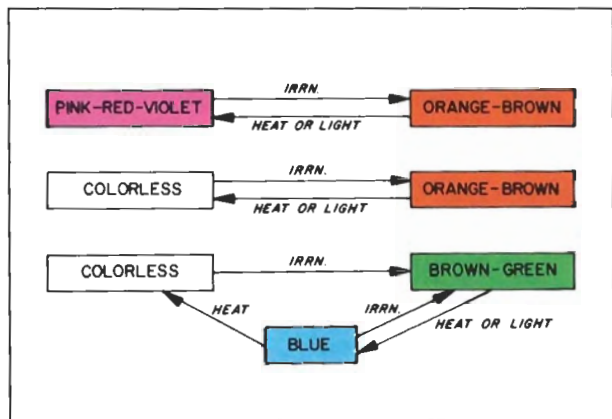 IRRN.
PINK-RED-VIOLET
ORANGE-BROWN
HEAT OR LIGHT
IRRN.
COLORLESS
ORANGE-BROWN
HEAT OR LIGHT
IRRN.
COLORLESS
BROWN-GREEN
HEAT
IRRN.
HEAT OR LIGHT
BLUE